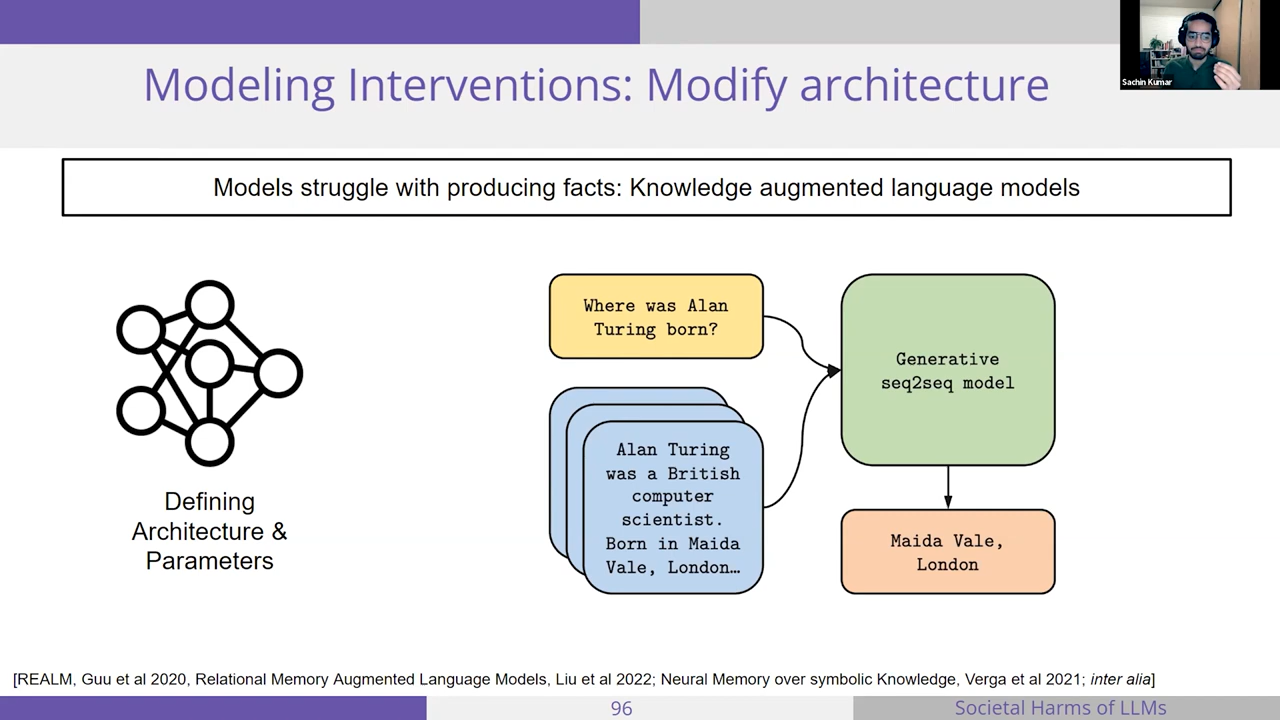 Sachin Kumar
Modeling Interventions: Modify architecture
Models struggle with producing facts: Knowledge augmented language models
Where was Alan
Turing born?
Generative
seq2seq model
Alan Turing
was a British
computer
scientist.
Born in Maida
Vale, London…
Defining
Architecture &
Parameters
Maida Vale,
London
[REALM, Guu et al 2020, Relational Memory Augmented Language Models, Liu et al 2022; Neural Memory over symbolic Knowledge, Verga et al 2021; inter alia]
96
Societal Harms of LLMs